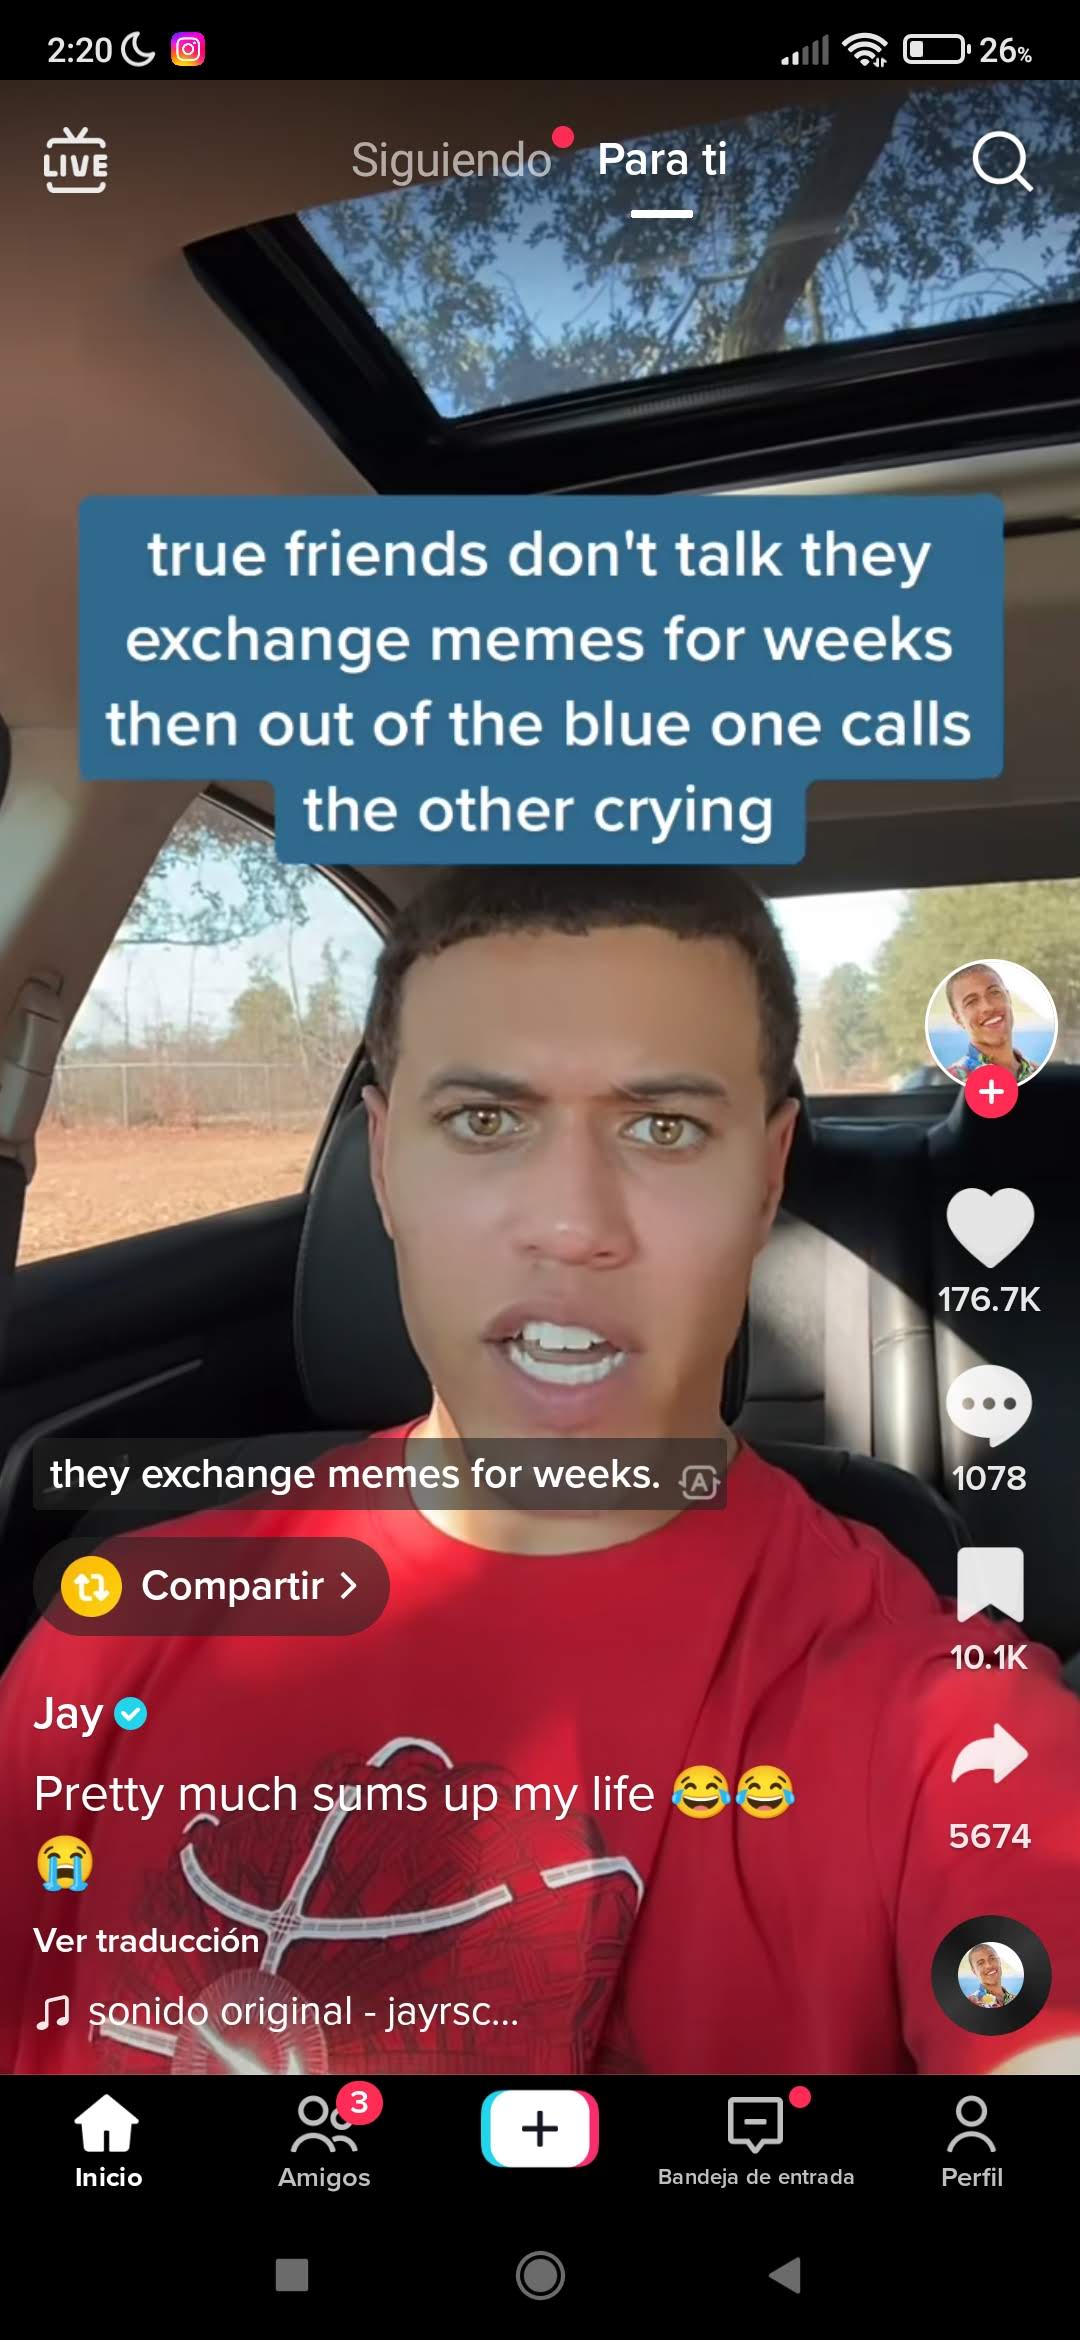 2:20
26%
LIVE
Siguiendo
Para ti
true friends don't talk they
exchange memes for weeks
then out of the blue one calls
the other crying
176.7K
1078
they exchange memes for weeks.
A
Compartir
10.1K
Jay
Pretty much sums up my life 😂😂
😭
5674
Ver traducción
sonido original - jayrsc...
Inicio
3
Amigos
Bandeja de entrada
Perfil